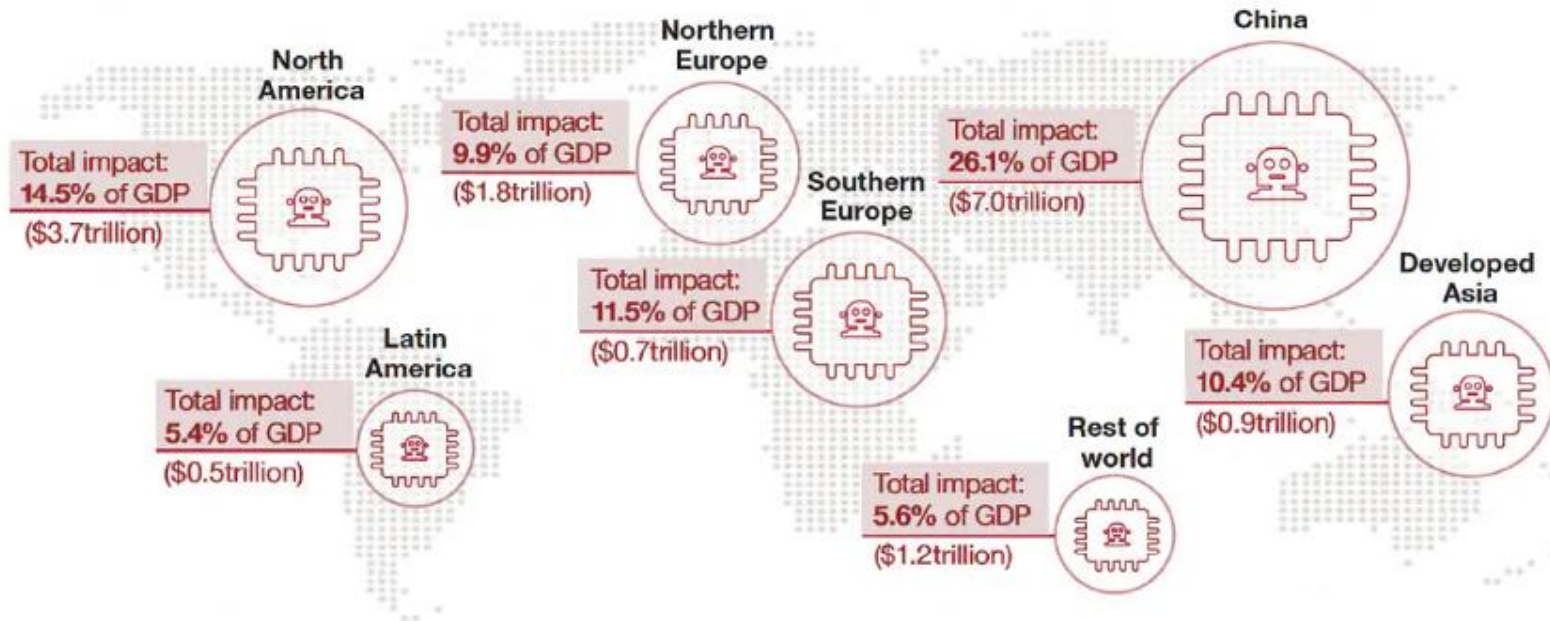 North
America
Total impact:
14.5% of GDP
($3.7trillion)
Northern
Europe
Total impact:
9.9% of GDP
($1.8trillion)
China
Total impact:
26.1% of GDP
($7.0trillion)
Southern
Europe
Total impact:
11.5% of GDP
($0.7trillion)
Developed
Asia
Total impact:
10.4% of GDP
($0.9trillion)
Latin
America
Total impact:
5.4% of GDP
($0.5trillion)
Rest of
world
Total impact:
5.6% of GDP
($1.2trillion)